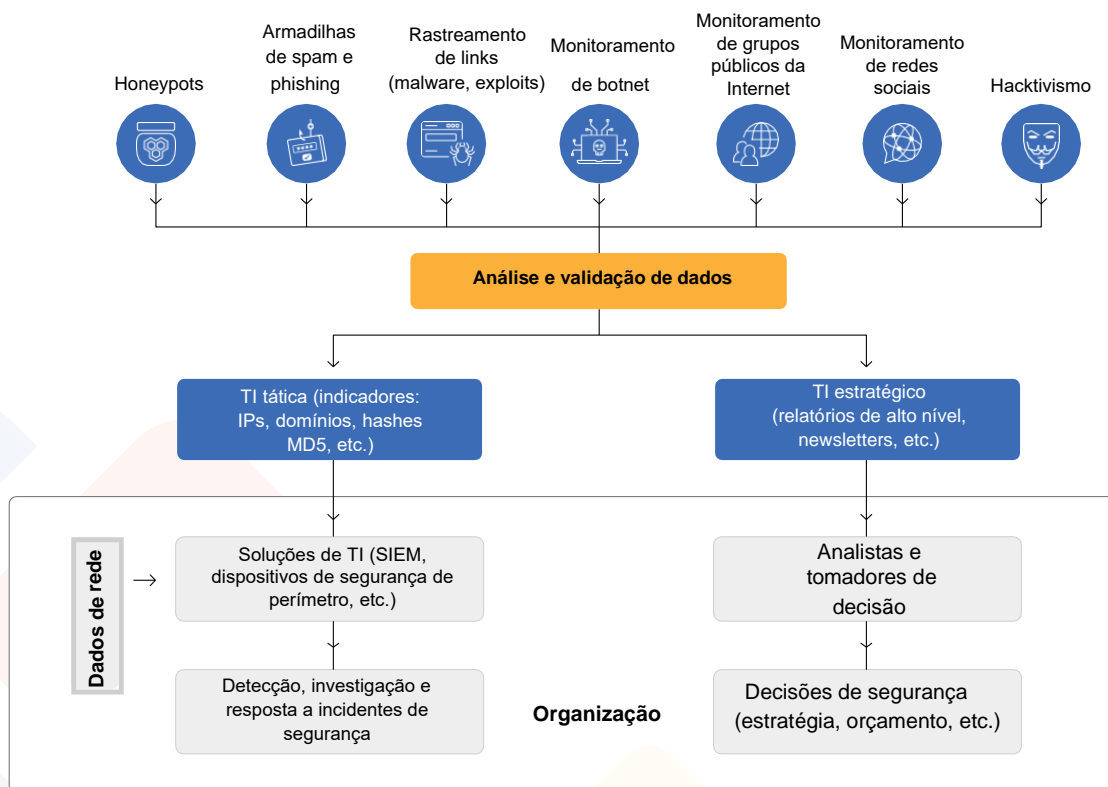 Honeypots
Armadilhas
de spam e
phishing
Rastreamento
de links
(malware, exploits)
Monitoramento
de botnet
Monitoramento
de grupos
públicos da
Internet
Monitoramento
de redes
sociais
Hacktivismo
Análise e validação de dados
TI tática (indicadores:
IPs, domínios, hashes
MD5, etc.)
TI estratégico
(relatórios de alto nível,
newsletters, etc.)
Dados de rede
Soluções de TI (SIEM,
dispositivos de segurança de
perímetro, etc.)
Analistas e
tomadores de
decisão
Detecção, investigação e
resposta a incidentes de
segurança
Organização
Decisões de segurança
(estratégia, orçamento, etc.)